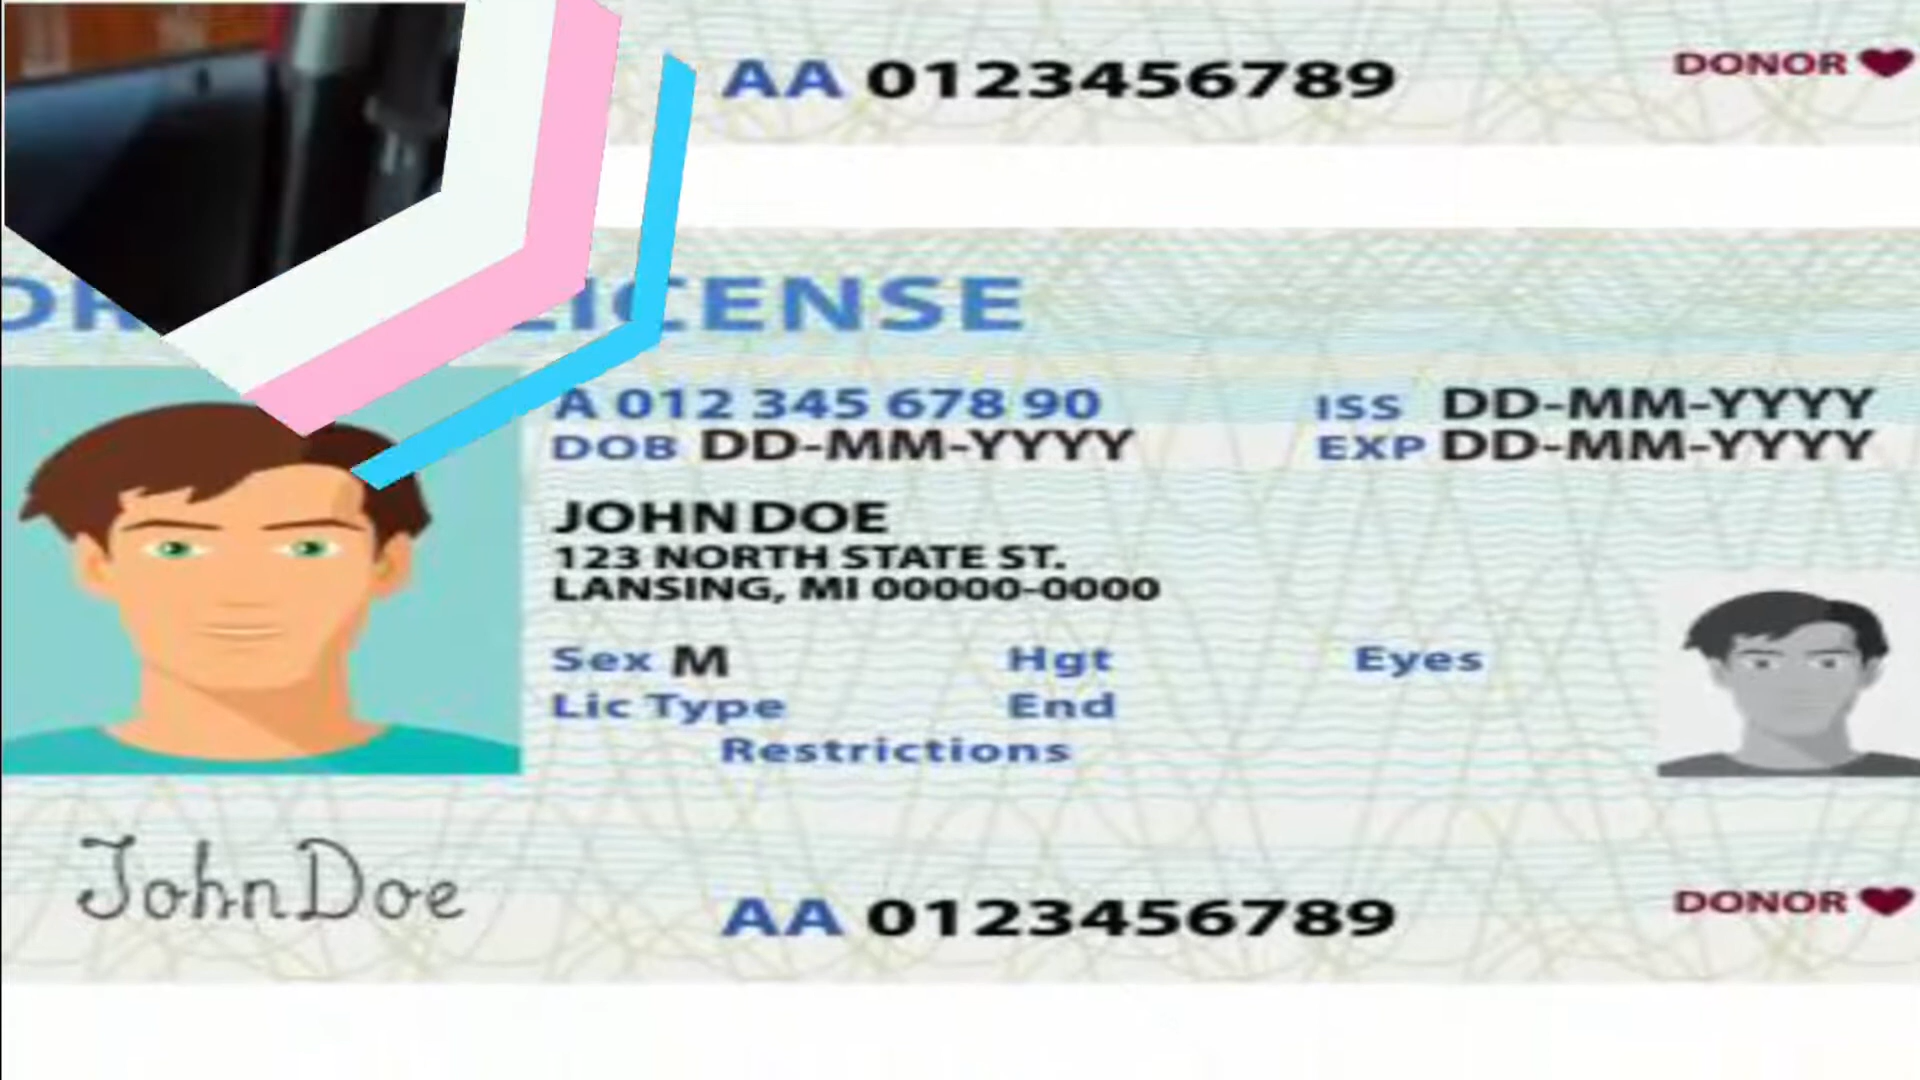 AA 0123456789 DONOR
LICENSE
A 012 345 678 90 ISS DD-MM-YYYY
DOB DD-MM-YYYY EXP DD-MM-YYYY
JOHN DOE
123 NORTH STATE ST.
LANSING, MI 00000-0000
Sex M Hgt Eyes
Lic Type End
Restrictions
John Doe
AA 0123456789 DONOR